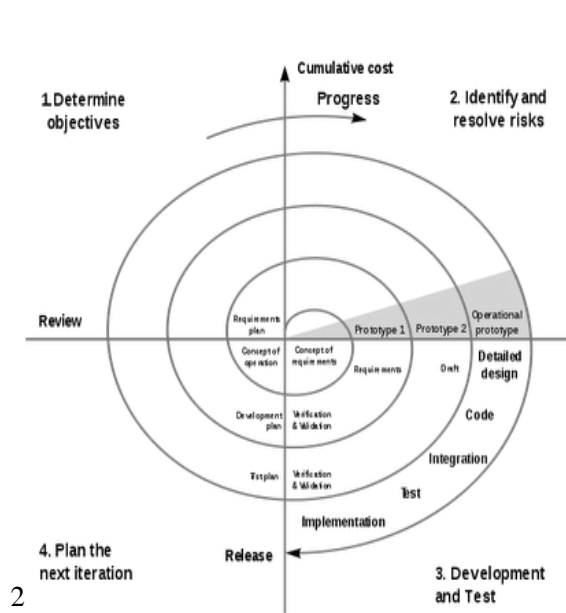 Cumulative cost
Progress
1.Determine
objectives
2. Identify and
resolve risks
Review
Requirements
plan
Prototype 1
Prototype 2
Operational
prototype
Concept of
operation
Concept of
requirements
Requirements
Draft
Detailed
design
Development
plan
Verification
& Validation
Code
Test plan
Verification
& Validation
Integration
Test
Implementation
Release
4. Plan the
next iteration
3. Development
and Test
2